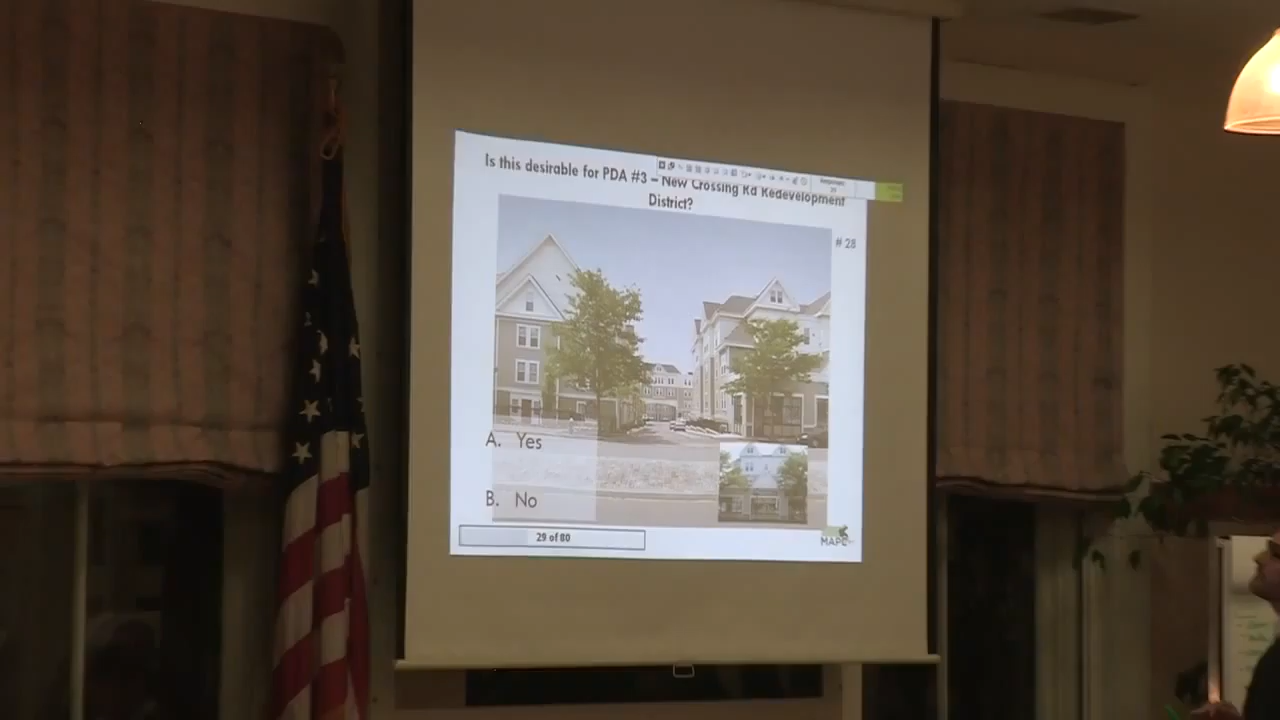 Is this desirable for PDA #3 – New Crossing Rd Redevelopment
District?
# 28
A. Yes
B. No
29 of 80
MAPC